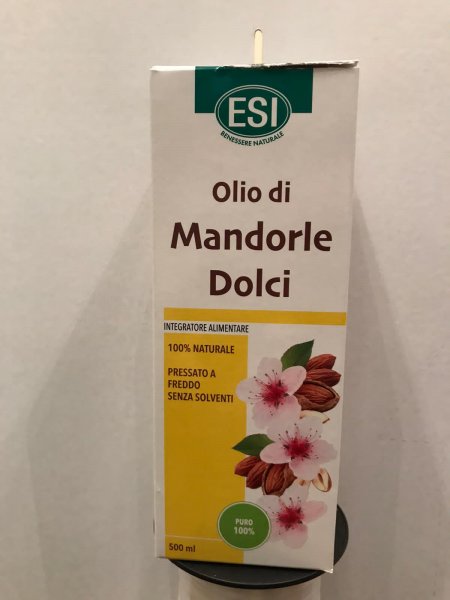 ESI
BENESSERE NATURALE
Olio di
Mandorle
Dolci
INTEGRATORE ALIMENTARE
100% NATURALE
PRESSATO A
FREDDO
SENZA SOLVENTI
PURO
100%
500 ml